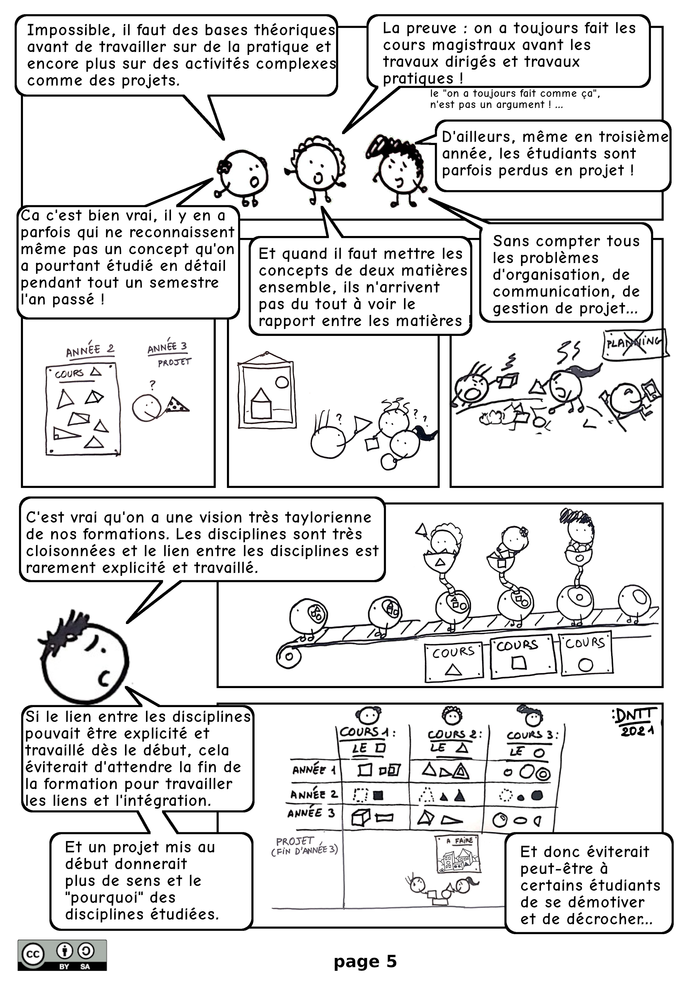 Impossible, il faut des bases théoriques
avant de travailler sur de la pratique et
encore plus sur des activités complexes
comme des projets.
La preuve : on a toujours fait les
cours magistraux avant les
travaux dirigés et travaux
pratiques !
le "on a toujours fait comme ça",
n'est pas un argument ! ...
D'ailleurs, même en troisième
année, les étudiants sont
parfois perdus en projet !
Ca c'est bien vrai, il y en a
parfois qui ne reconnaissent
même pas un concept qu'on
a pourtant étudié en détail
pendant tout un semestre
l'an passé !
Et quand il faut mettre les
concepts de deux matières
ensemble, ils n'arrivent
pas du tout à voir le
rapport entre les matières !
Sans compter tous
les problèmes
d'organisation, de
communication, de
gestion de projet...
ANNÉE 2
COURS
ANNÉE 3
PROJET
?
? ? ?
PLANNING
C'est vrai qu'on a une vision très taylorienne
de nos formations. Les disciplines sont très
cloisonnées et le lien entre les disciplines est
rarement explicité et travaillé.
COURS COURS COURS
Si le lien entre les disciplines
pouvait être explicité et
travaillé dès le début, cela
éviterait d'attendre la fin de
la formation pour travailler
les liens et l'intégration.
Et un projet mis au
début donnerait
plus de sens et le
"pourquoi" des
disciplines étudiées.
:DNTT
2021
COURS 1: COURS 2: COURS 3:
LE LE LE
ANNÉE 1
ANNÉE 2
ANNÉE 3
PROJET
(FIN D'ANNÉE 3)
A FAIRE
Et donc éviterait
peut-être à
certains étudiants
de se démotiver
et de décrocher...
cc BY SA
page 5